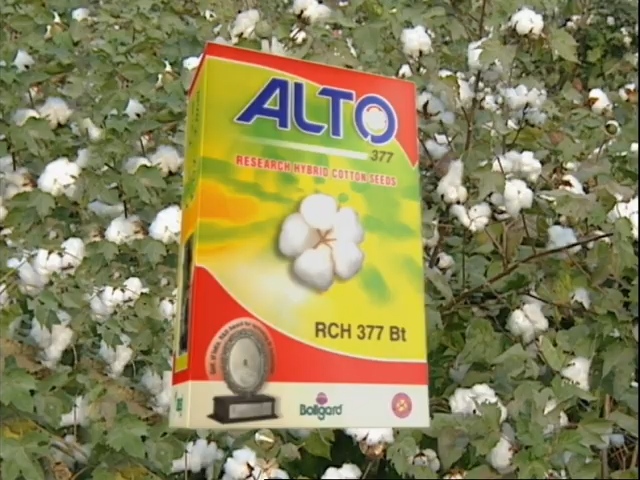 ALTO
377
RESEARCH HYBRID COTTON SEEDS
RCH 377 Bt
Bollgard